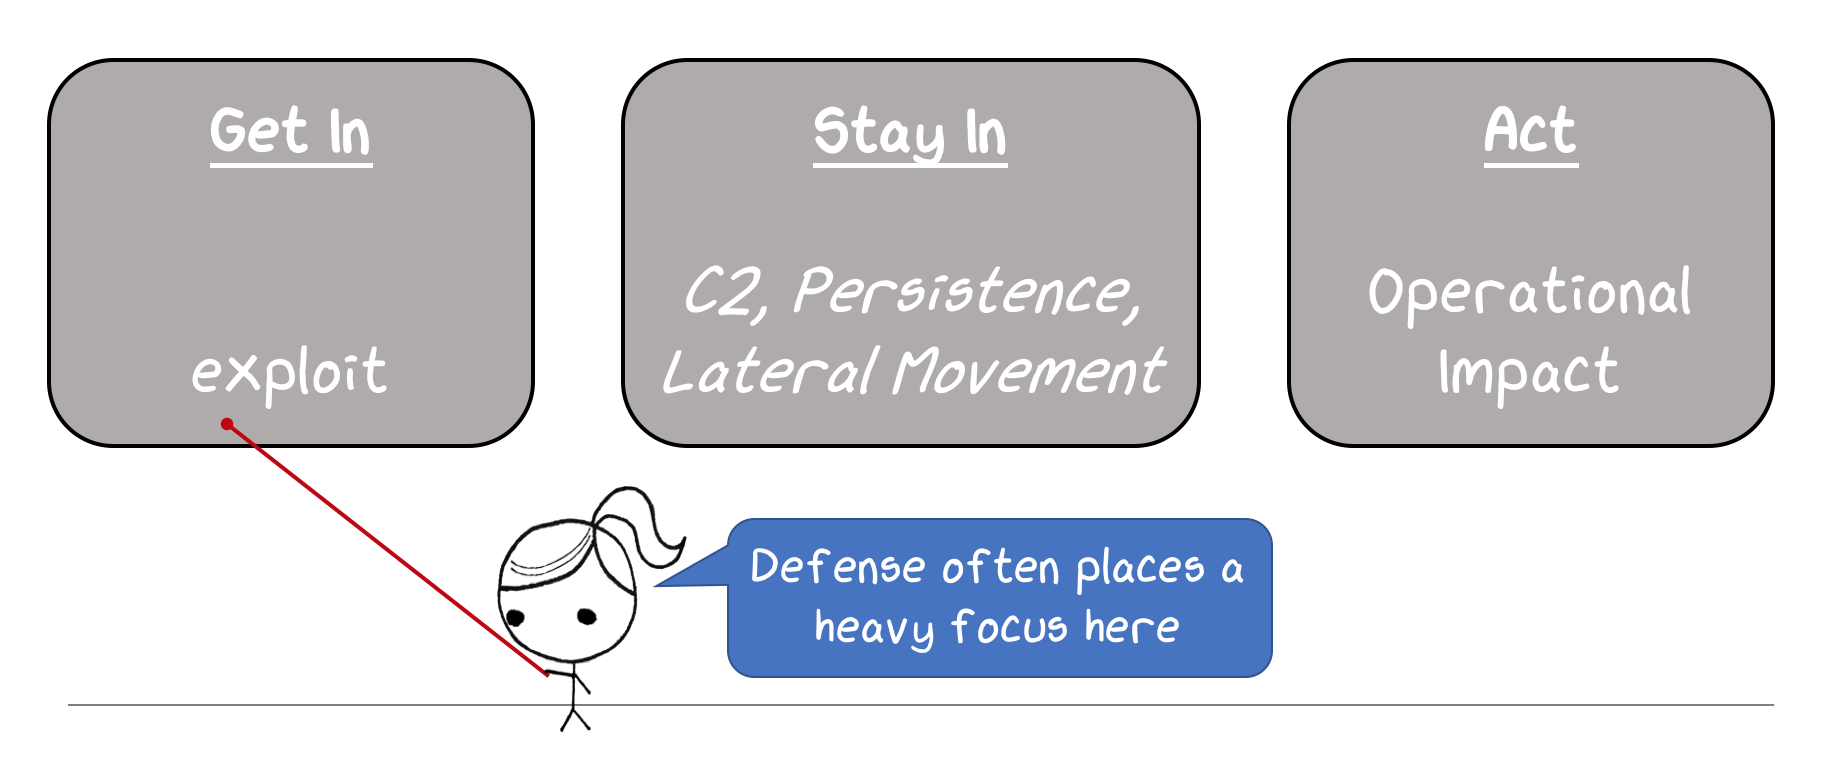 Get In
exploit
Stay In
C2, Persistence,
Lateral Movement
Act
Operational
Impact
Defense often places a
heavy focus here